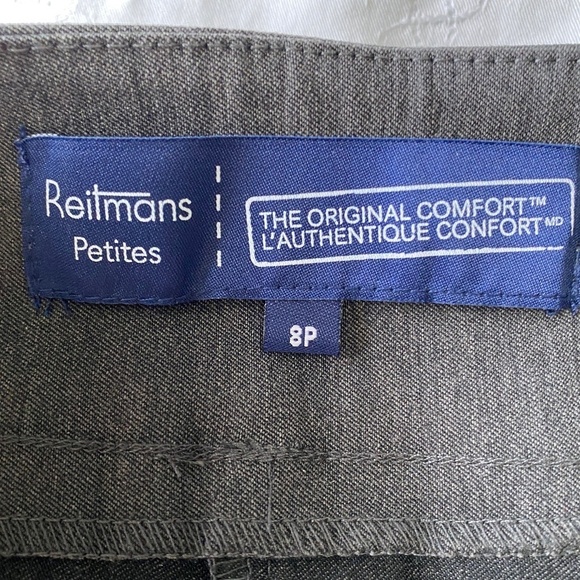 Reitmans
Petites
THE ORIGINAL COMFORT™
L'AUTHENTIQUE CONFORT MD
8P